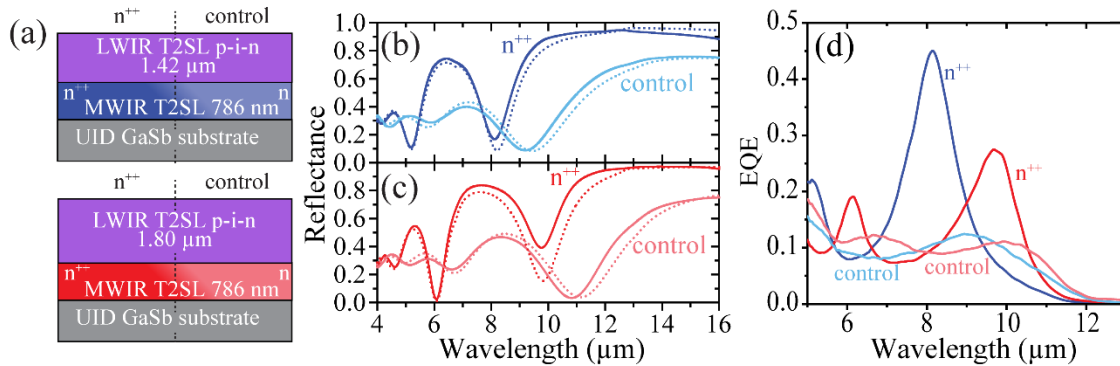 (a)
n⁺⁺ control
LWIR T2SL p-i-n
1.42 µm
n⁺⁺ MWIR T2SL 786 nm n
UID GaSb substrate
n⁺⁺ control
LWIR T2SL p-i-n
1.80 µm
n⁺⁺ MWIR T2SL 786 nm n
UID GaSb substrate
Reflectance
1.0
0.8
0.6
0.4
0.2
0.0
(b)
n⁺⁺
control
0.8
0.6
0.4
0.2
0.0
(c)
n⁺⁺
control
4 6 8 10 12 14 16
Wavelength (µm)
EQE
0.5
0.4
0.3
0.2
0.1
0.0
(d)
n⁺⁺
n⁺⁺
control
control
6 8 10 12
Wavelength (µm)